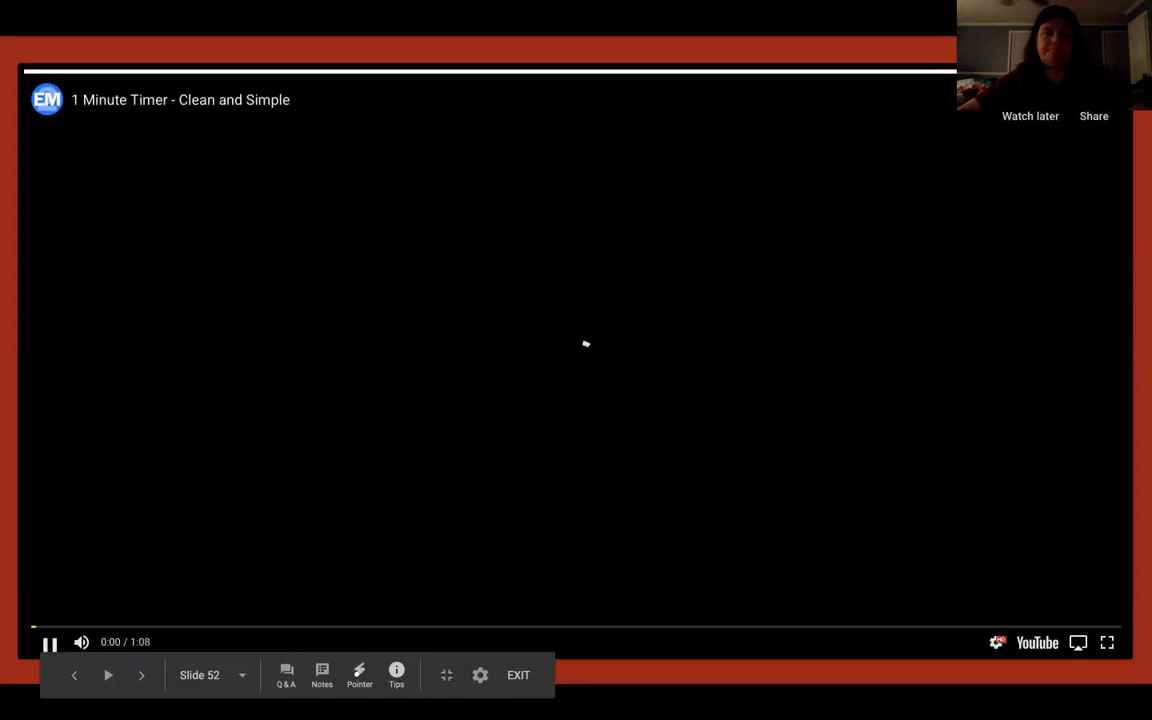 EM 1 Minute Timer - Clean and Simple
Watch later Share
0:00 / 1:08
HD YouTube
Slide 52 Q & A Notes Pointer Tips EXIT